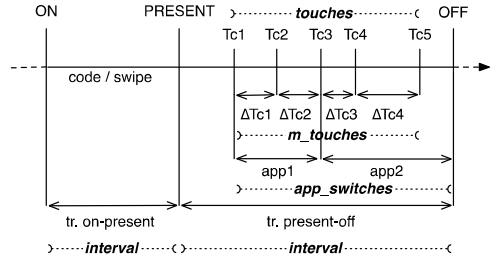 ON PRESENT touches OFF
Tc1 Tc2 Tc3 Tc4 Tc5
code / swipe
ΔTc1 ΔTc2 ΔTc3 ΔTc4
m_touches
app1 app2
app_switches
tr. on-present tr. present-off
interval interval